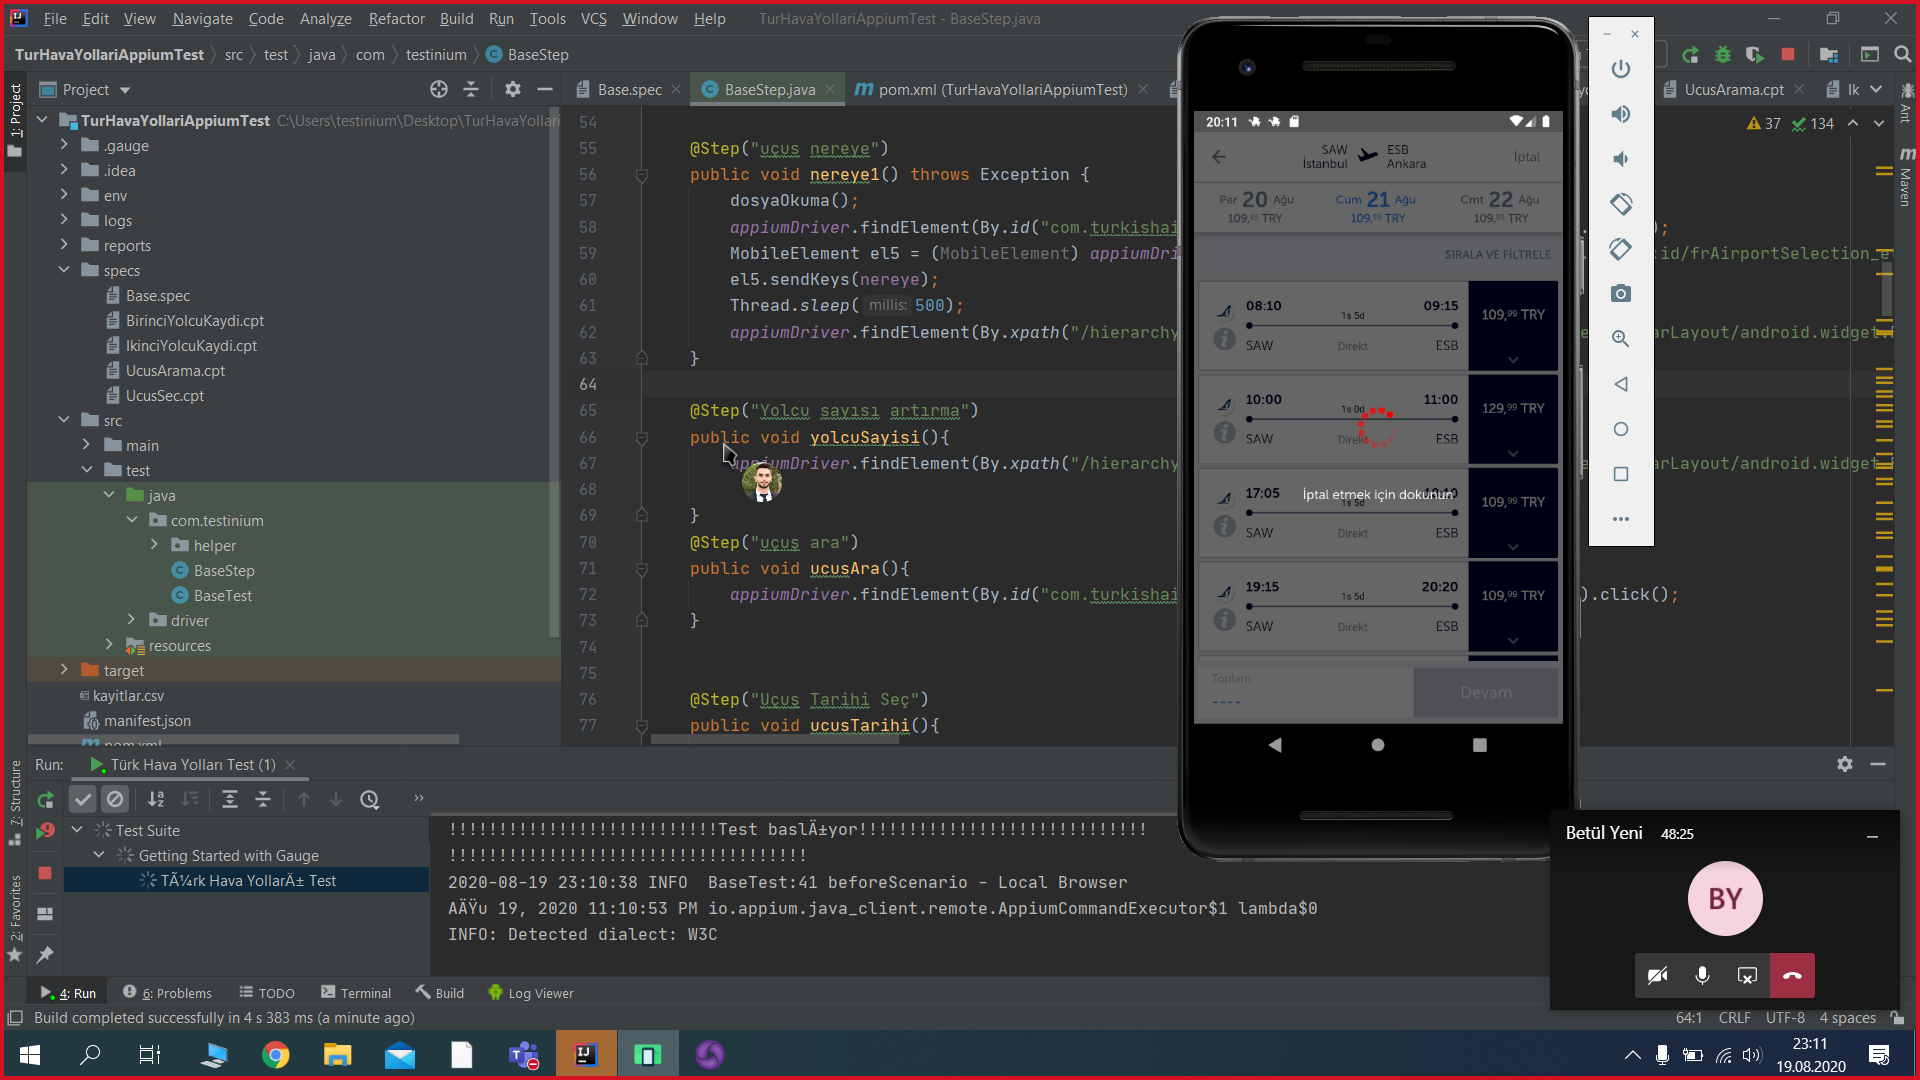 File Edit View Navigate Code Analyze Refactor Build Run Tools VCS Window Help TurHavaYollariAppiumTest - BaseStep.java
TurHavaYollariAppiumTest src test java com testinium BaseStep
Project
Base.spec BaseStep.java pom.xml (TurHavaYollariAppiumTest) UcusArama.cpt Ik
1: Project
TurHavaYollariAppiumTest C:\Users\testinium\Desktop\TurHavaYollari
.gauge
.idea
env
logs
reports
specs
Base.spec
BirinciYolcuKaydi.cpt
IkinciYolcuKaydi.cpt
UcusArama.cpt
UcusSec.cpt
src
main
test
java
com.testinium
helper
BaseStep
BaseTest
driver
resources
target
kayitlar.csv
manifest.json
pom.xml
37 134
Ant
Maven
54
55 @Step("uçuş nereye")
56 public void nereye1() throws Exception {
57 dosyaOkuma();
58 appiumDriver.findElement(By.id("com.turkishai );
59 MobileElement el5 = (MobileElement) appiumDri :id/frAirportSelection_e
60 el5.sendKeys(nereye);
61 Thread.sleep( millis: 500);
62 appiumDriver.findElement(By.xpath("/hierarchy arLayout/android.widget.
63 }
64
65 @Step("Yolcu sayısı artırma")
66 public void yolcuSayisi(){
67 appiumDriver.findElement(By.xpath("/hierarchy arLayout/android.widget.
68
69 }
70 @Step("uçuş ara")
71 public void ucusAra(){
72 appiumDriver.findElement(By.id("com.turkishai ).click();
73 }
74
75
76 @Step("Uçuş Tarihi Seç")
77 public void ucusTarihi(){
20:11
SAW ESB
İstanbul Ankara
İptal
Per 20 Ağu Cum 21 Ağu Cmt 22 Ağu
109,99 TRY 109,99 TRY 109,99 TRY
SIRALA VE FİLTRELE
08:10 1s 5d 09:15 109,99 TRY
SAW Direkt ESB
10:00 1s 0d 11:00 129,99 TRY
SAW Direkt ESB
17:05 1s 5d 18:10 109,99 TRY
İptal etmek için dokunun
SAW Direkt ESB
19:15 1s 5d 20:20 109,99 TRY
SAW Direkt ESB
Toplam
----
Devam
Run: Türk Hava Yolları Test (1)
Test Suite
Getting Started with Gauge
TÃ¼rk Hava YollarÄ± Test
!!!!!!!!!!!!!!!!!!!!!!!!!!!Test baslÄ±yor!!!!!!!!!!!!!!!!!!!!!!!!!!!!!
!!!!!!!!!!!!!!!!!!!!!!!!!!!!!!!!!!!!
2020-08-19 23:10:38 INFO BaseTest:41 beforeScenario - Local Browser
AÄŸu 19, 2020 11:10:53 PM io.appium.java_client.remote.AppiumCommandExecutor$1 lambda$0
INFO: Detected dialect: W3C
7: Structure
2: Favorites
Betül Yeni 48:25
BY
4: Run 6: Problems TODO Terminal Build Log Viewer
Build completed successfully in 4 s 383 ms (a minute ago)
64:1 CRLF UTF-8 4 spaces
23:11
19.08.2020